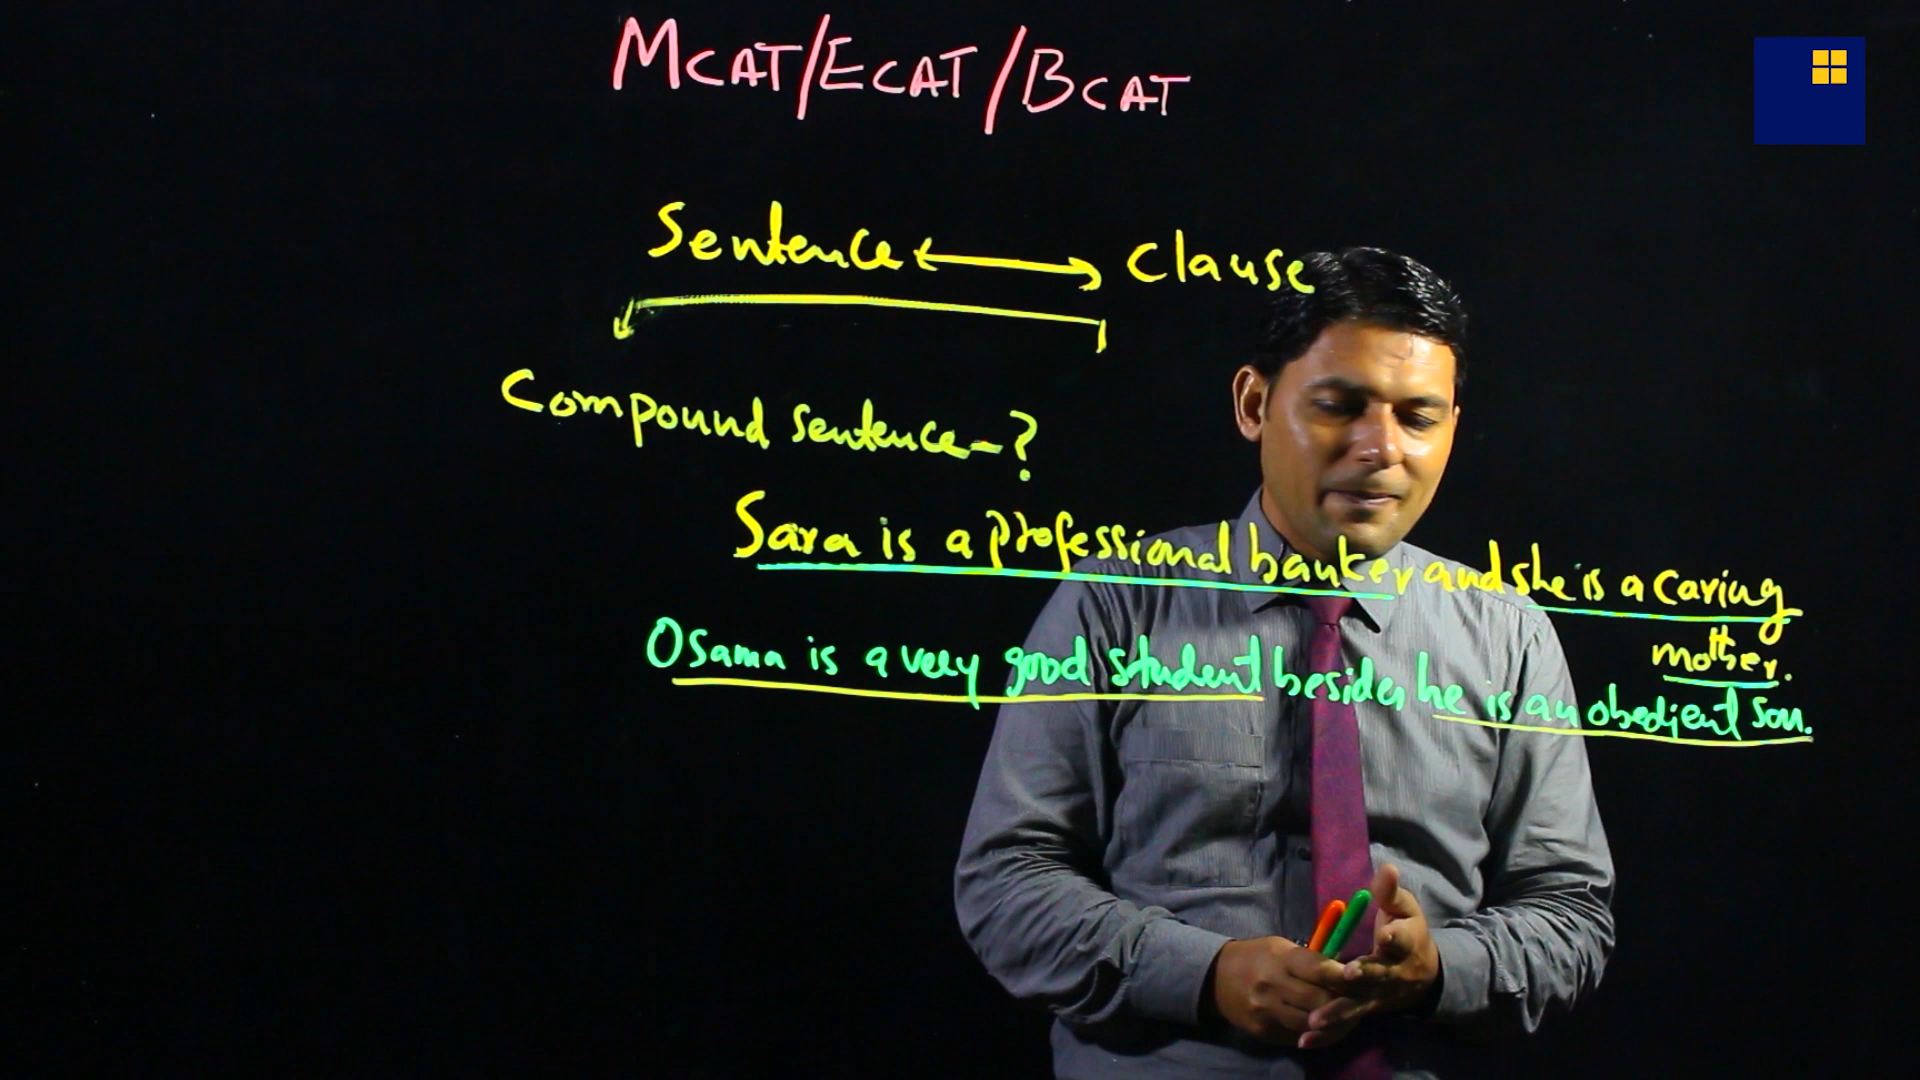 MCAT/ECAT/BCAT
Sentence ↔ Clause
Compound sentence - ?
Sara is a professional banker and she is a caring
mother.
Osama is a very good student besides he is an obedient son.